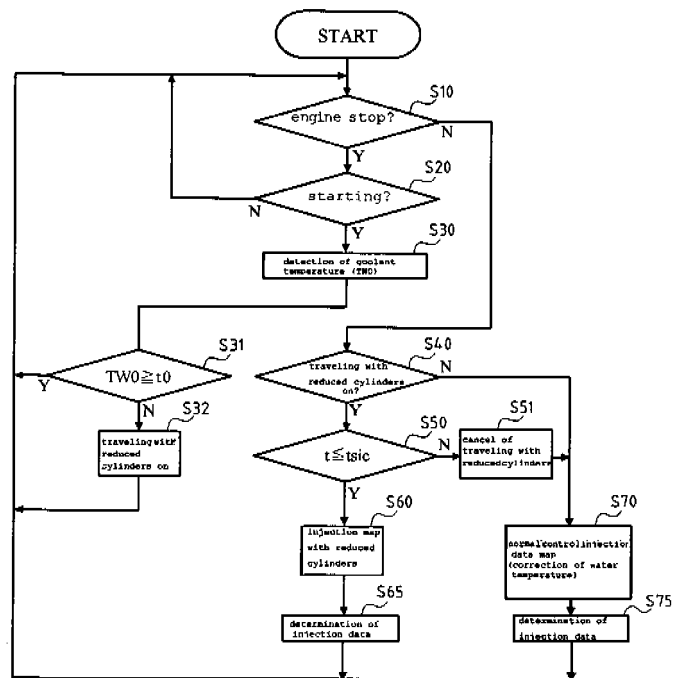 START
S10
engine stop?
N
Y
S20
starting?
N
Y
S30
detection of goolant
temperature (TW0)
S31
TW0≧t0
Y
N
S32
traveling with
reduced
cylinders on
S40
traveling with
reduced cylinders
on?
N
Y
S50
t≦tsic
N
Y
S51
cancel of
traveling with
reducedcylinders
S60
lujection map
with reduced
cylinders
S65
determination of
injection data
S70
normalcontrolinjection
data map
(correction of water
temperature)
S75
determination of
injection data